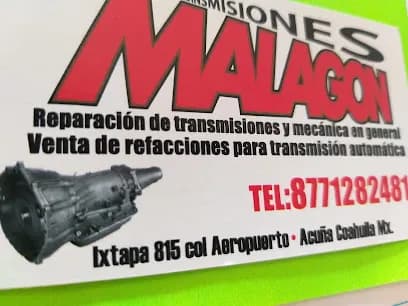 TRANSMISIONES
MALAGON
Reparación de transmisiones y mecánica en general
Venta de refacciones para transmisión automática
TEL:8771282481
Ixtapa 815 col Aeropuerto • Acuña Coahuila Mx.